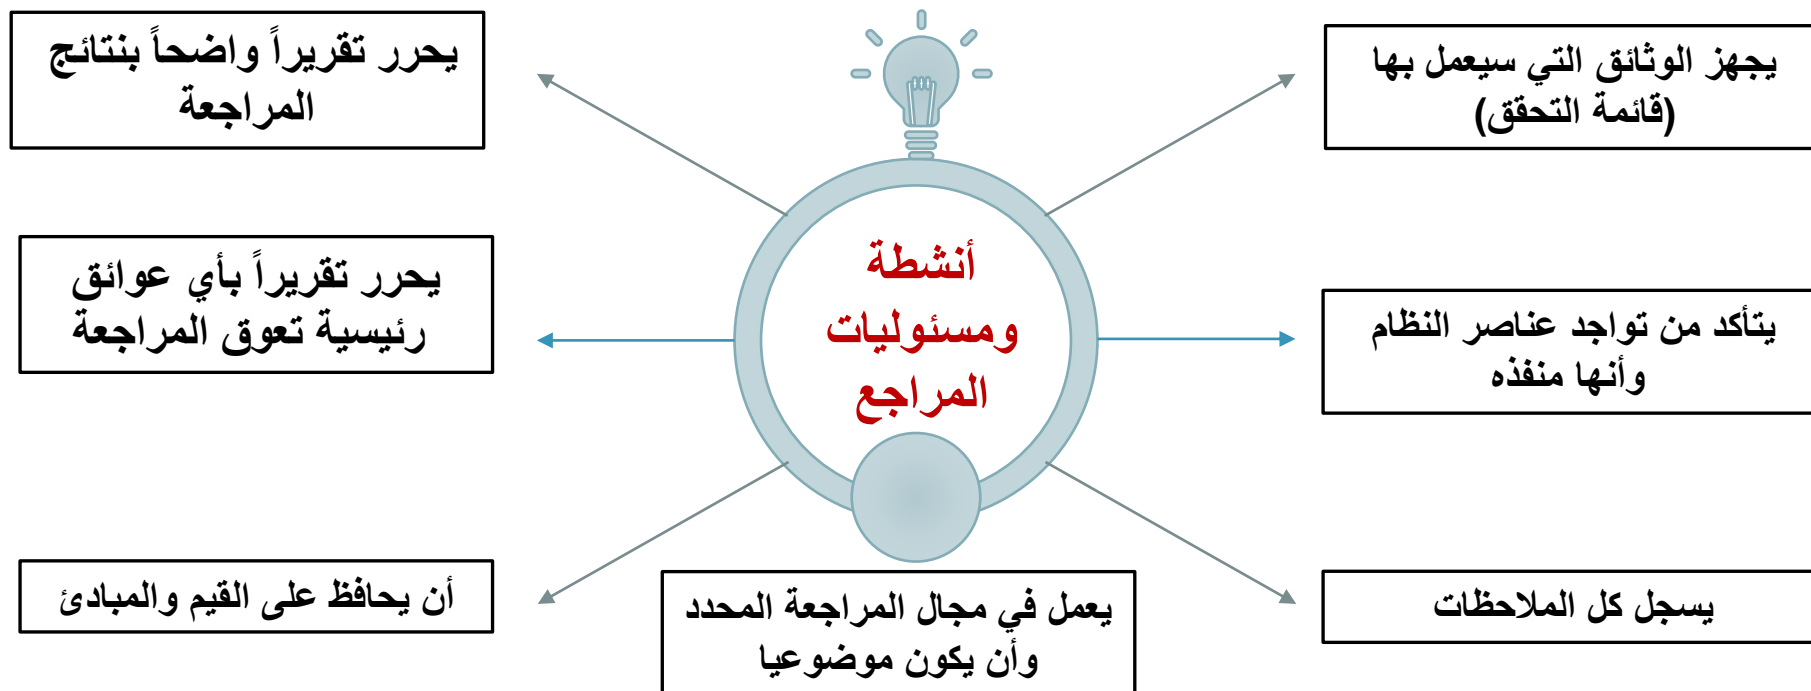 أنشطة
ومسئوليات
المراجع
يجهز الوثائق التي سيعمل بها
(قائمة التحقق)
يتأكد من تواجد عناصر النظام
وأنها منفذه
يسجل كل الملاحظات
يعمل في مجال المراجعة المحدد
وأن يكون موضوعيا
يحرر تقريراً واضحاً بنتائج
المراجعة
يحرر تقريراً بأي عوائق
رئيسية تعوق المراجعة
أن يحافظ على القيم والمبادئ